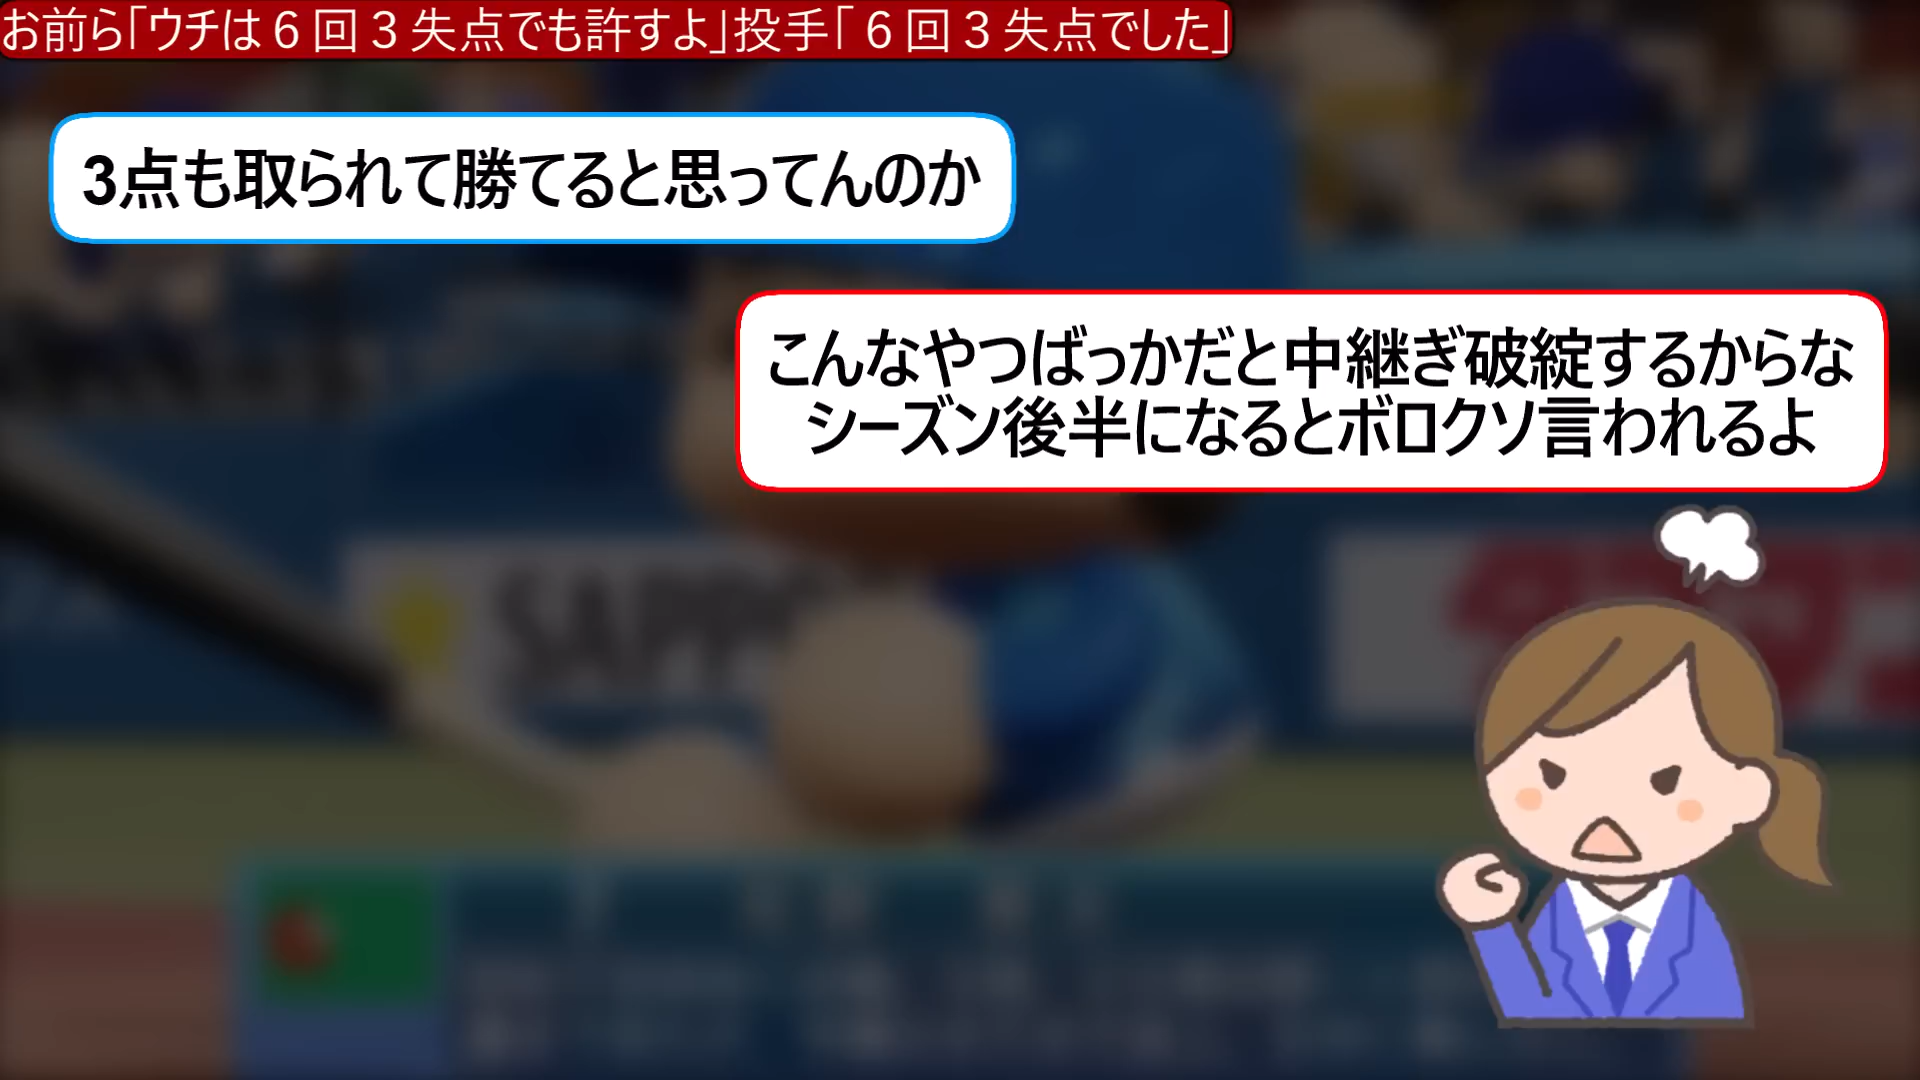 お前ら「ウチは６回３失点でも許すよ」投手「６回３失点でした」
3点も取られて勝てると思ってんのか
こんなやつばっかだと中継ぎ破綻するからな
シーズン後半になるとボロクソ言われるよ
SAPPO